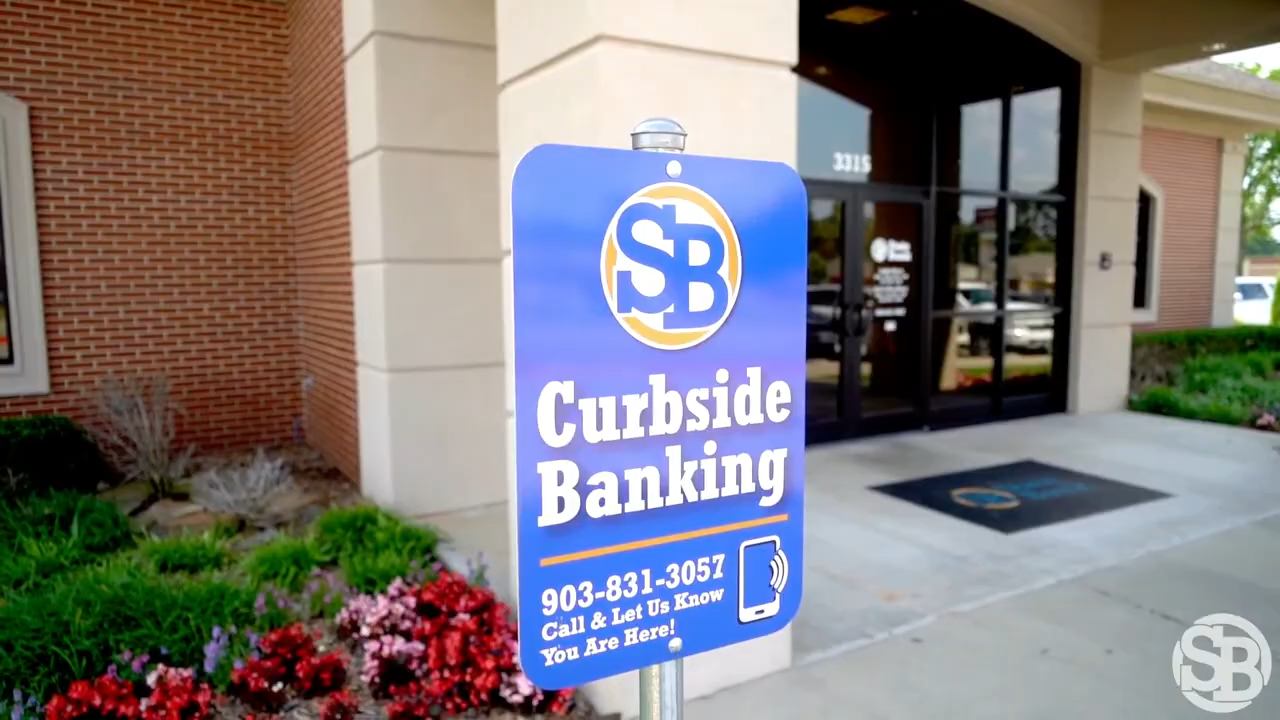 3315
SB
Curbside
Banking
903-831-3057
Call & Let Us Know
You Are Here!
SB